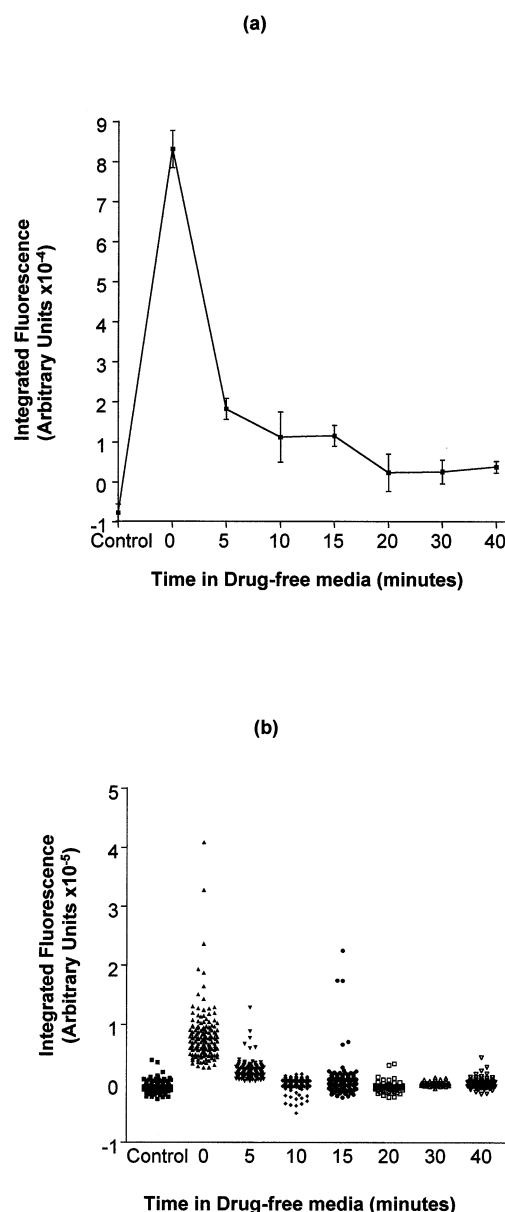 (a)
Integrated Fluorescence
(Arbitrary Units x10⁻⁴)
9
8
7
6
5
4
3
2
1
0
-1
Control 0 5 10 15 20 30 40
Time in Drug-free media (minutes)
(b)
Integrated Fluorescence
(Arbitrary Units x10⁻⁵)
5
4
3
2
1
0
-1
Control 0 5 10 15 20 30 40
Time in Drug-free media (minutes)